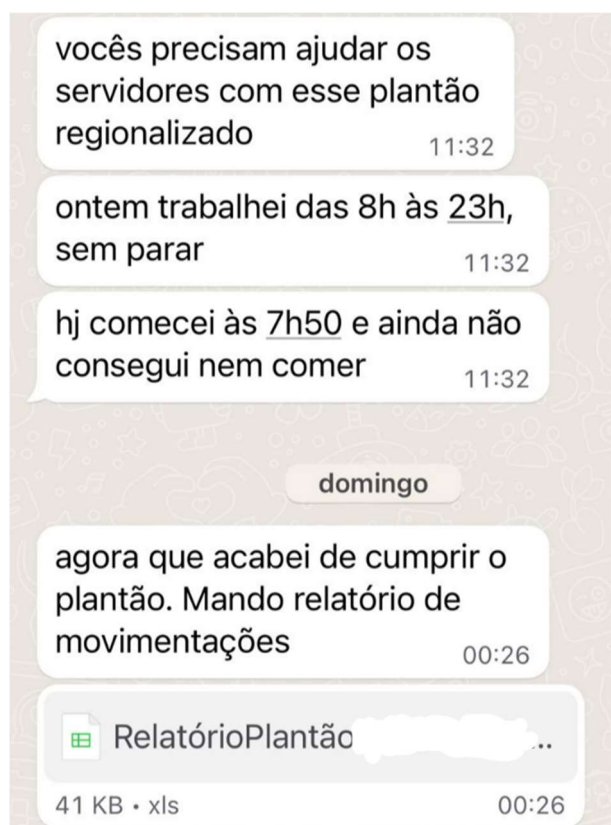 vocês precisam ajudar os
servidores com esse plantão
regionalizado
11:32
ontem trabalhei das 8h às 23h,
sem parar
11:32
hj comecei às 7h50 e ainda não
consegui nem comer
11:32
domingo
agora que acabei de cumprir o
plantão. Mando relatório de
movimentações
00:26
RelatórioPlantão ...
41 KB • xls
00:26